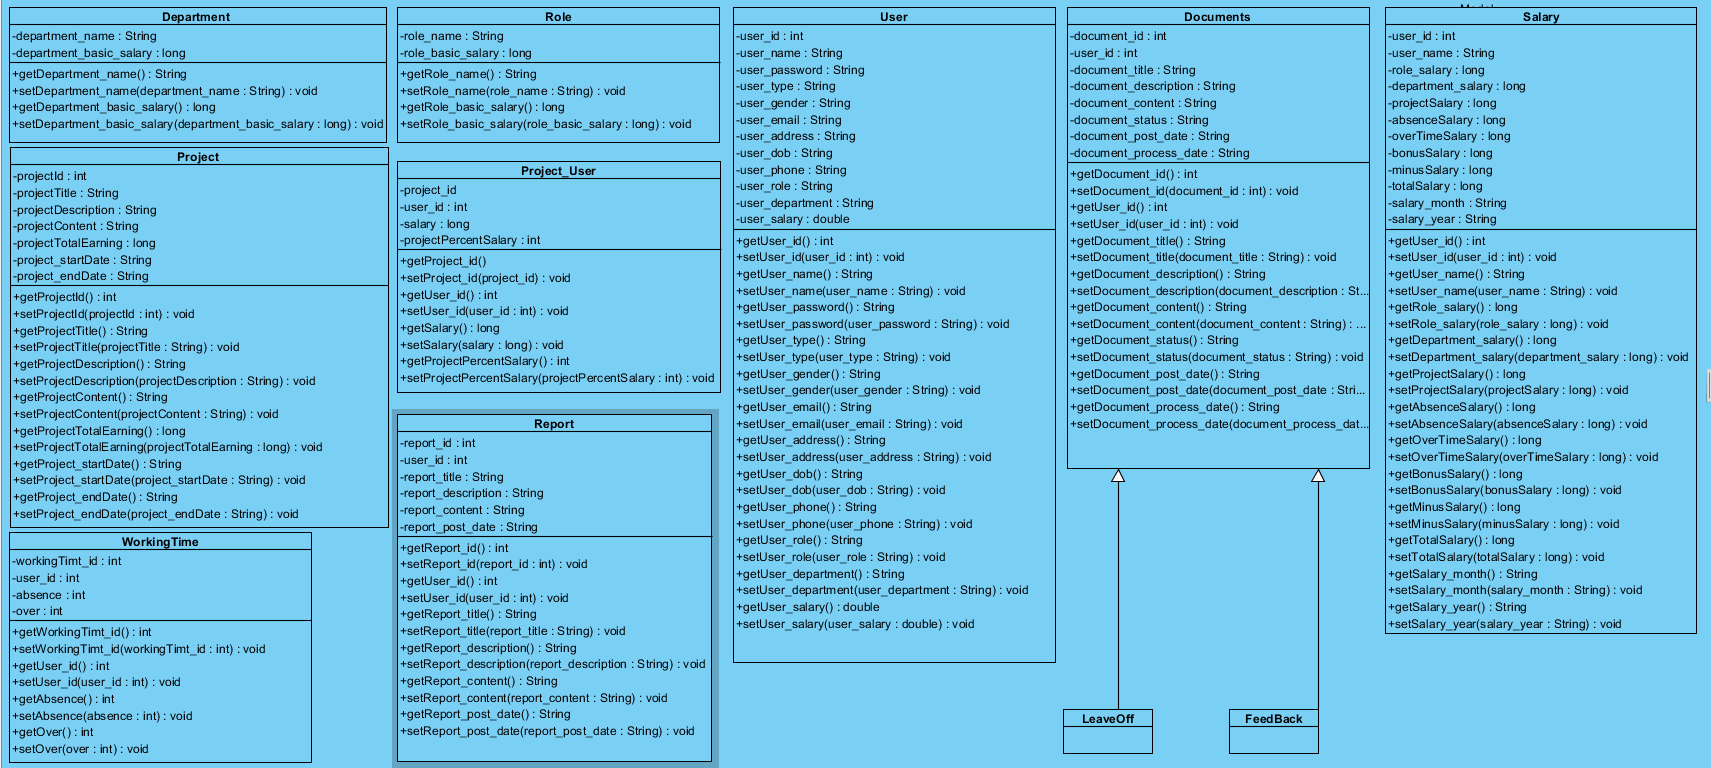 Department
-department_name : String
-department_basic_salary : long
+getDepartment_name() : String
+setDepartment_name(department_name : String) : void
+getDepartment_basic_salary() : long
+setDepartment_basic_salary(department_basic_salary : long) : void
Project
-projectId : int
-projectTitle : String
-projectDescription : String
-projectContent : String
-projectTotalEarning : long
-project_startDate : String
-project_endDate : String
+getProjectId() : int
+setProjectId(projectId : int) : void
+getProjectTitle() : String
+setProjectTitle(projectTitle : String) : void
+getProjectDescription() : String
+setProjectDescription(projectDescription : String) : void
+getProjectContent() : String
+setProjectContent(projectContent : String) : void
+getProjectTotalEarning() : long
+setProjectTotalEarning(projectTotalEarning : long) : void
+getProject_startDate() : String
+setProject_startDate(project_startDate : String) : void
+getProject_endDate() : String
+setProject_endDate(project_endDate : String) : void
WorkingTime
-workingTimt_id : int
-user_id : int
-absence : int
-over : int
+getWorkingTimt_id() : int
+setWorkingTimt_id(workingTimt_id : int) : void
+getUser_id() : int
+setUser_id(user_id : int) : void
+getAbsence() : int
+setAbsence(absence : int) : void
+getOver() : int
+setOver(over : int) : void
Role
-role_name : String
-role_basic_salary : long
+getRole_name() : String
+setRole_name(role_name : String) : void
+getRole_basic_salary() : long
+setRole_basic_salary(role_basic_salary : long) : void
Project_User
-project_id
-user_id : int
-salary : long
-projectPercentSalary : int
+getProject_id()
+setProject_id(project_id) : void
+getUser_id() : int
+setUser_id(user_id : int) : void
+getSalary() : long
+setSalary(salary : long) : void
+getProjectPercentSalary() : int
+setProjectPercentSalary(projectPercentSalary : int) : void
Report
-report_id : int
-user_id : int
-report_title : String
-report_description : String
-report_content : String
-report_post_date : String
+getReport_id() : int
+setReport_id(report_id : int) : void
+getUser_id() : int
+setUser_id(user_id : int) : void
+getReport_title() : String
+setReport_title(report_title : String) : void
+getReport_description() : String
+setReport_description(report_description : String) : void
+getReport_content() : String
+setReport_content(report_content : String) : void
+getReport_post_date() : String
+setReport_post_date(report_post_date : String) : void
User
-user_id : int
-user_name : String
-user_password : String
-user_type : String
-user_gender : String
-user_email : String
-user_address : String
-user_dob : String
-user_phone : String
-user_role : String
-user_department : String
-user_salary : double
+getUser_id() : int
+setUser_id(user_id : int) : void
+getUser_name() : String
+setUser_name(user_name : String) : void
+getUser_password() : String
+setUser_password(user_password : String) : void
+getUser_type() : String
+setUser_type(user_type : String) : void
+getUser_gender() : String
+setUser_gender(user_gender : String) : void
+getUser_email() : String
+setUser_email(user_email : String) : void
+getUser_address() : String
+setUser_address(user_address : String) : void
+getUser_dob() : String
+setUser_dob(user_dob : String) : void
+getUser_phone() : String
+setUser_phone(user_phone : String) : void
+getUser_role() : String
+setUser_role(user_role : String) : void
+getUser_department() : String
+setUser_department(user_department : String) : void
+getUser_salary() : double
+setUser_salary(user_salary : double) : void
Documents
-document_id : int
-user_id : int
-document_title : String
-document_description : String
-document_content : String
-document_status : String
-document_post_date : String
-document_process_date : String
+getDocument_id() : int
+setDocument_id(document_id : int) : void
+getUser_id() : int
+setUser_id(user_id : int) : void
+getDocument_title() : String
+setDocument_title(document_title : String) : void
+getDocument_description() : String
+setDocument_description(document_description : St...
+getDocument_content() : String
+setDocument_content(document_content : String) : ...
+getDocument_status() : String
+setDocument_status(document_status : String) : void
+getDocument_post_date() : String
+setDocument_post_date(document_post_date : Stri...
+getDocument_process_date() : String
+setDocument_process_date(document_process_dat...
LeaveOff
FeedBack
Salary
-user_id : int
-user_name : String
-role_salary : long
-department_salary : long
-projectSalary : long
-absenceSalary : long
-overTimeSalary : long
-bonusSalary : long
-minusSalary : long
-totalSalary : long
-salary_month : String
-salary_year : String
+getUser_id() : int
+setUser_id(user_id : int) : void
+getUser_name() : String
+setUser_name(user_name : String) : void
+getRole_salary() : long
+setRole_salary(role_salary : long) : void
+getDepartment_salary() : long
+setDepartment_salary(department_salary : long) : void
+getProjectSalary() : long
+setProjectSalary(projectSalary : long) : void
+getAbsenceSalary() : long
+setAbsenceSalary(absenceSalary : long) : void
+getOverTimeSalary() : long
+setOverTimeSalary(overTimeSalary : long) : void
+getBonusSalary() : long
+setBonusSalary(bonusSalary : long) : void
+getMinusSalary() : long
+setMinusSalary(minusSalary : long) : void
+getTotalSalary() : long
+setTotalSalary(totalSalary : long) : void
+getSalary_month() : String
+setSalary_month(salary_month : String) : void
+getSalary_year() : String
+setSalary_year(salary_year : String) : void